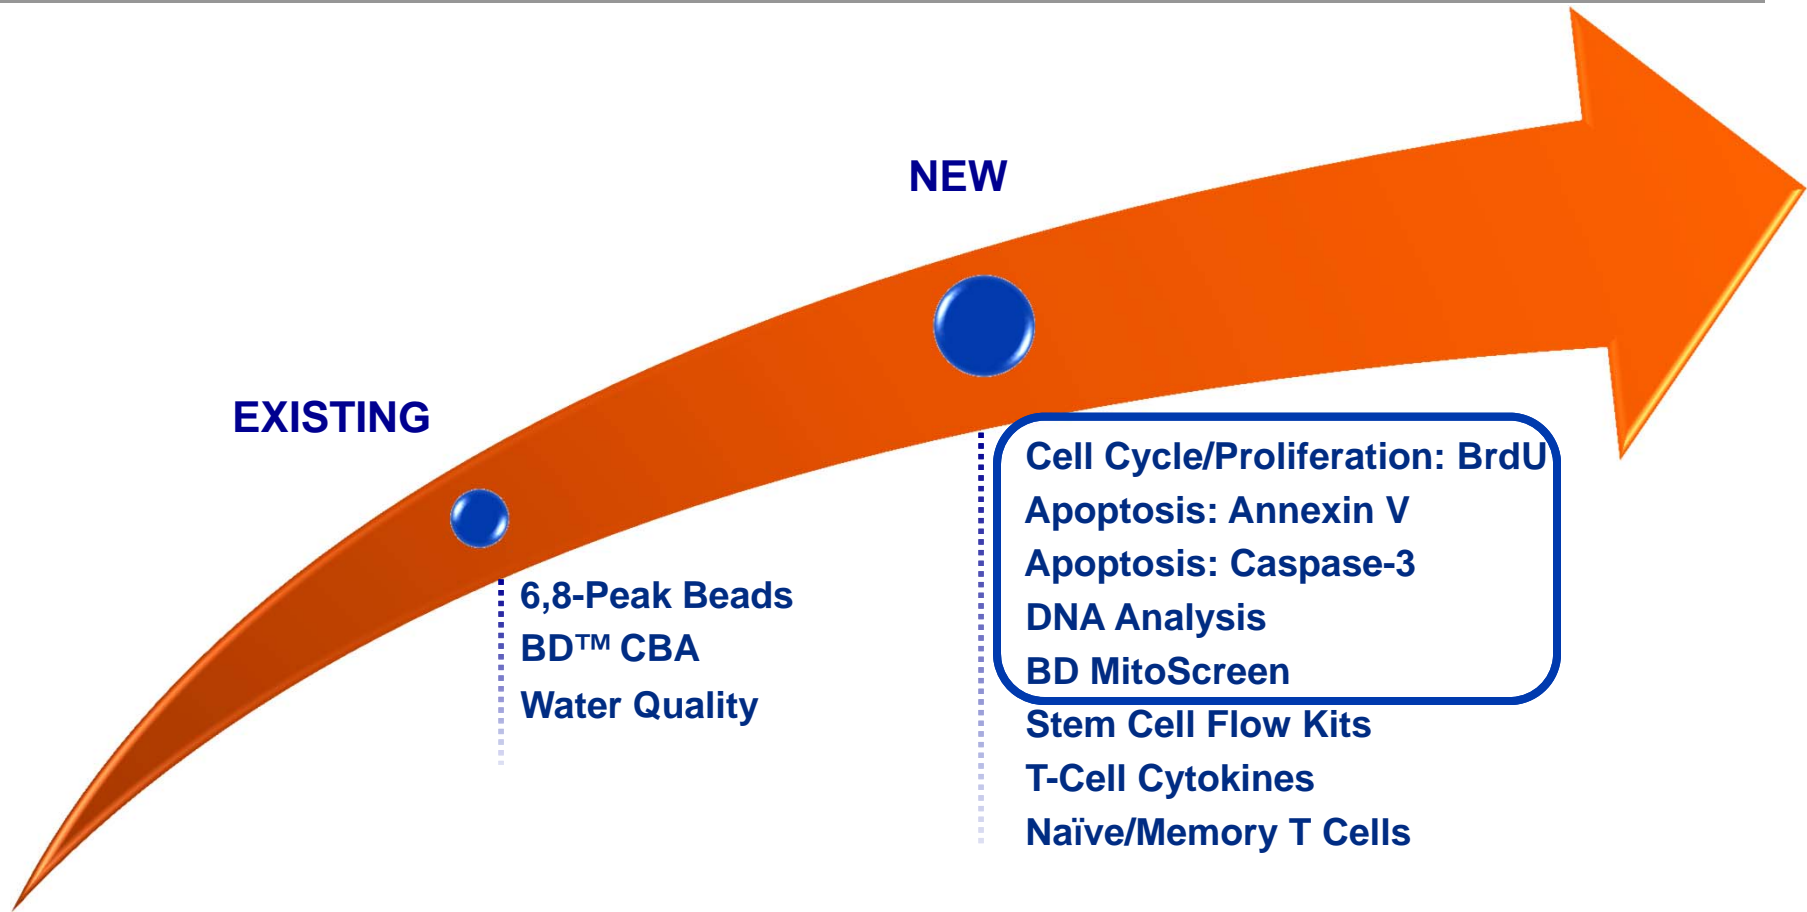 NEW
EXISTING
6,8-Peak Beads
BD™ CBA
Water Quality
Cell Cycle/Proliferation: BrdU
Apoptosis: Annexin V
Apoptosis: Caspase-3
DNA Analysis
BD MitoScreen
Stem Cell Flow Kits
T-Cell Cytokines
Naïve/Memory T Cells